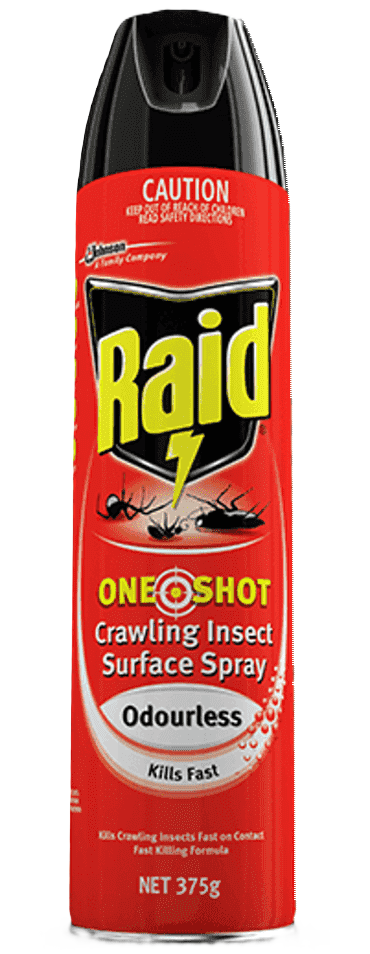 CAUTION
KEEP OUT OF REACH OF CHILDREN
READ SAFETY DIRECTIONS
Johnson
A Family Company
Raid
ONE SHOT
Crawling Insect
Surface Spray
Odourless
Kills Fast
Kills Crawling Insects Fast on Contact
Fast Killing Formula
NET 375g